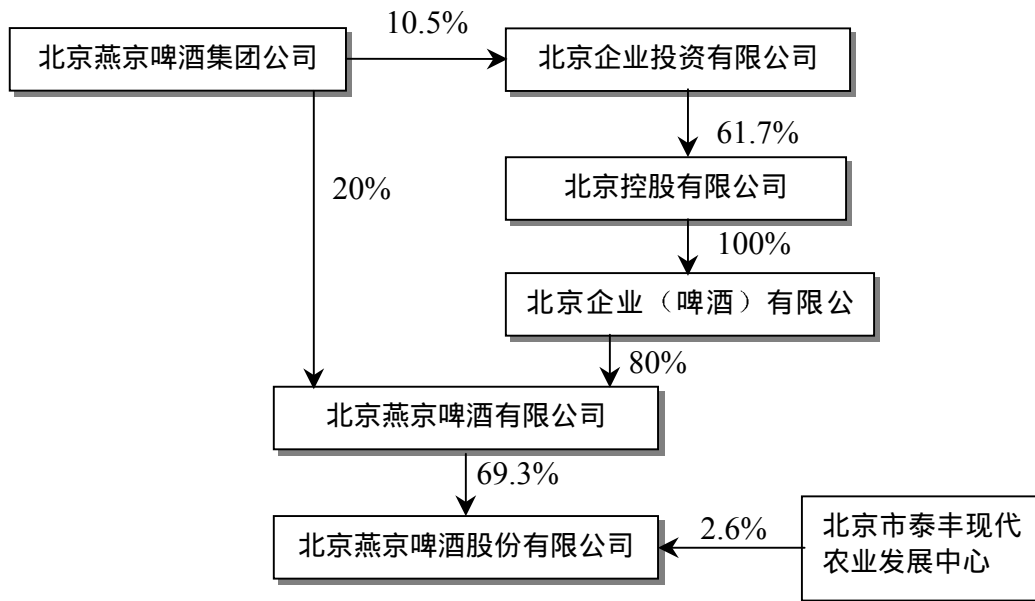 10.5%
北京燕京啤酒集团公司
北京企业投资有限公司
61.7%
20%
北京控股有限公司
100%
北京企业（啤酒）有限公
80%
北京燕京啤酒有限公司
69.3%
北京燕京啤酒股份有限公司
2.6%
北京市泰丰现代
农业发展中心